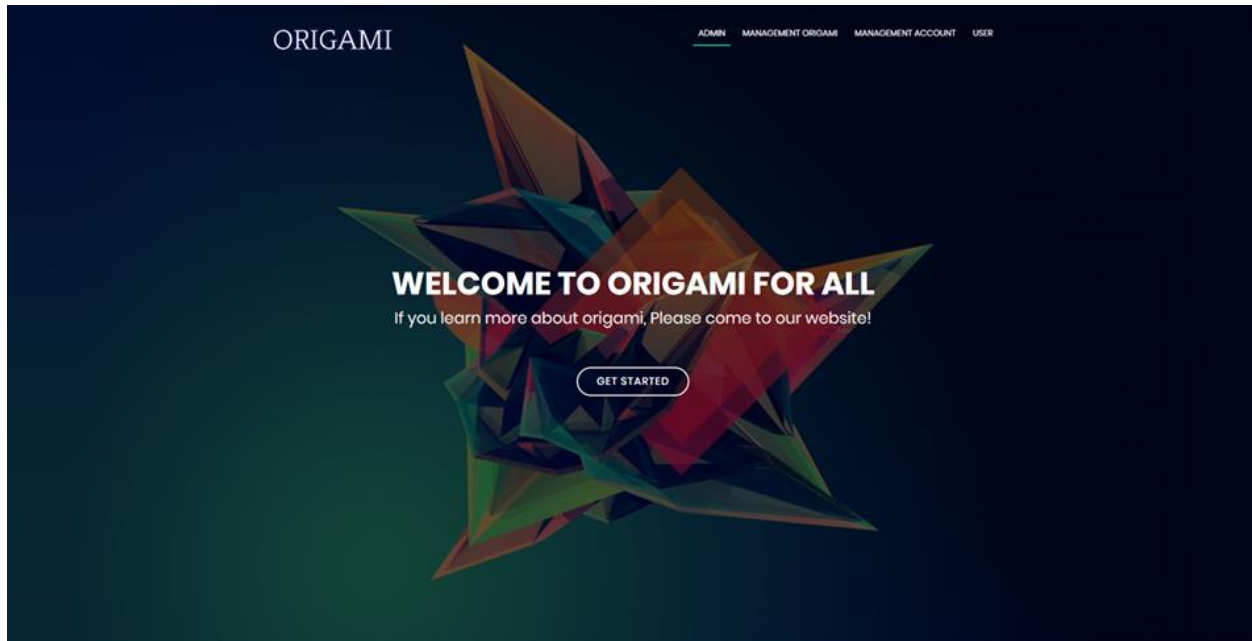 ORIGAMI
ADMIN MANAGEMENT ORIGAMI MANAGEMENT ACCOUNT USER
WELCOME TO ORIGAMI FOR ALL
If you learn more about origami, Please come to our website!
GET STARTED